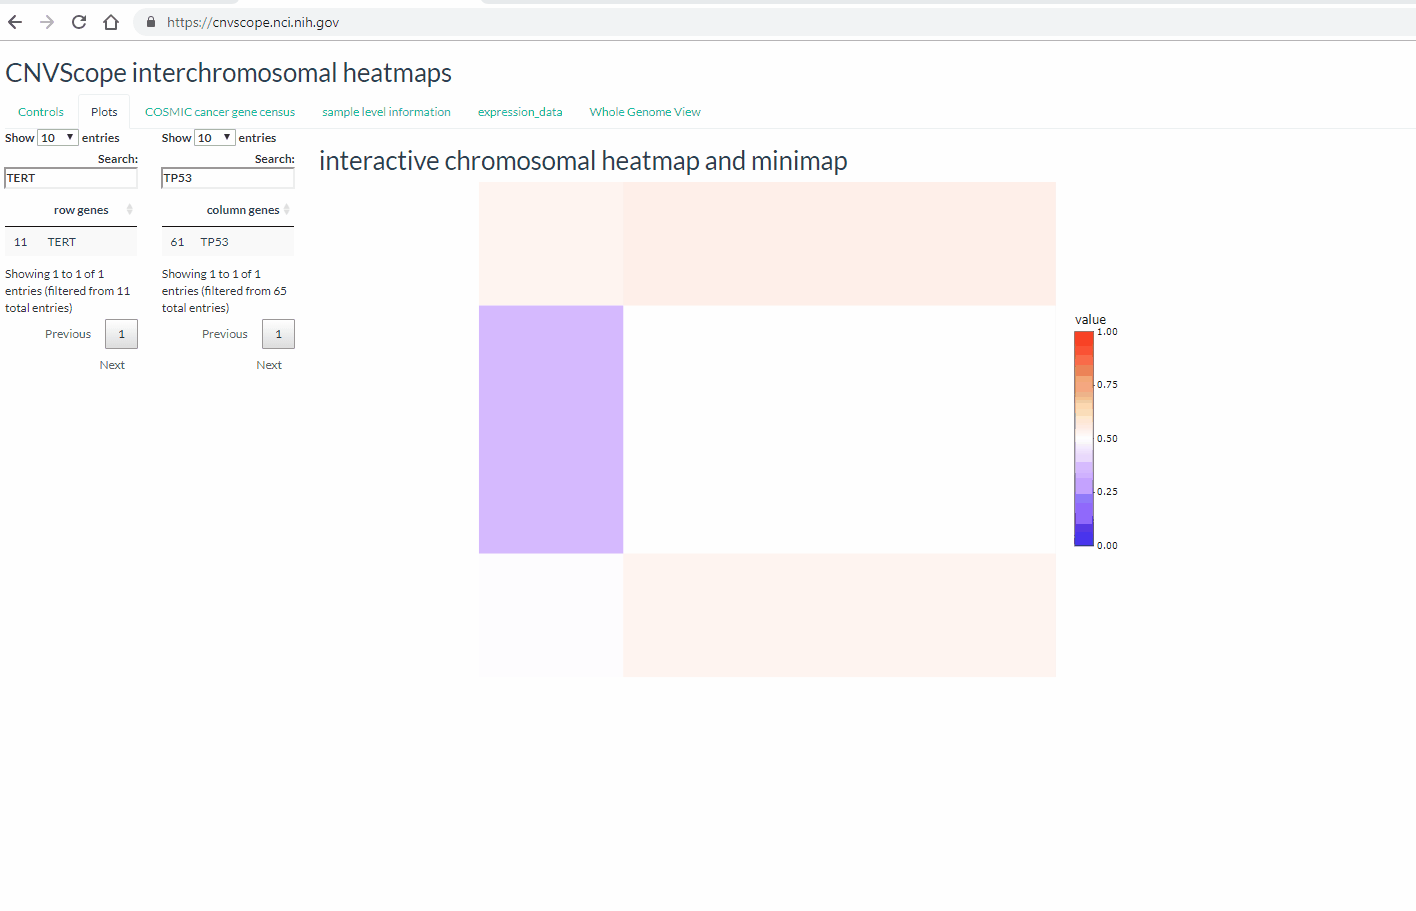 https://cnvscope.nci.nih.gov
CNVScope interchromosomal heatmaps
Controls Plots COSMIC cancer gene census sample level information expression_data Whole Genome View
Show 10 entries
Search:
TERT
row genes
11 TERT
Showing 1 to 1 of 1
entries (filtered from 11
total entries)
Previous 1
Next
Show 10 entries
Search:
TP53
column genes
61 TP53
Showing 1 to 1 of 1
entries (filtered from 65
total entries)
Previous 1
Next
interactive chromosomal heatmap and minimap
value
1.00
0.75
0.50
0.25
0.00